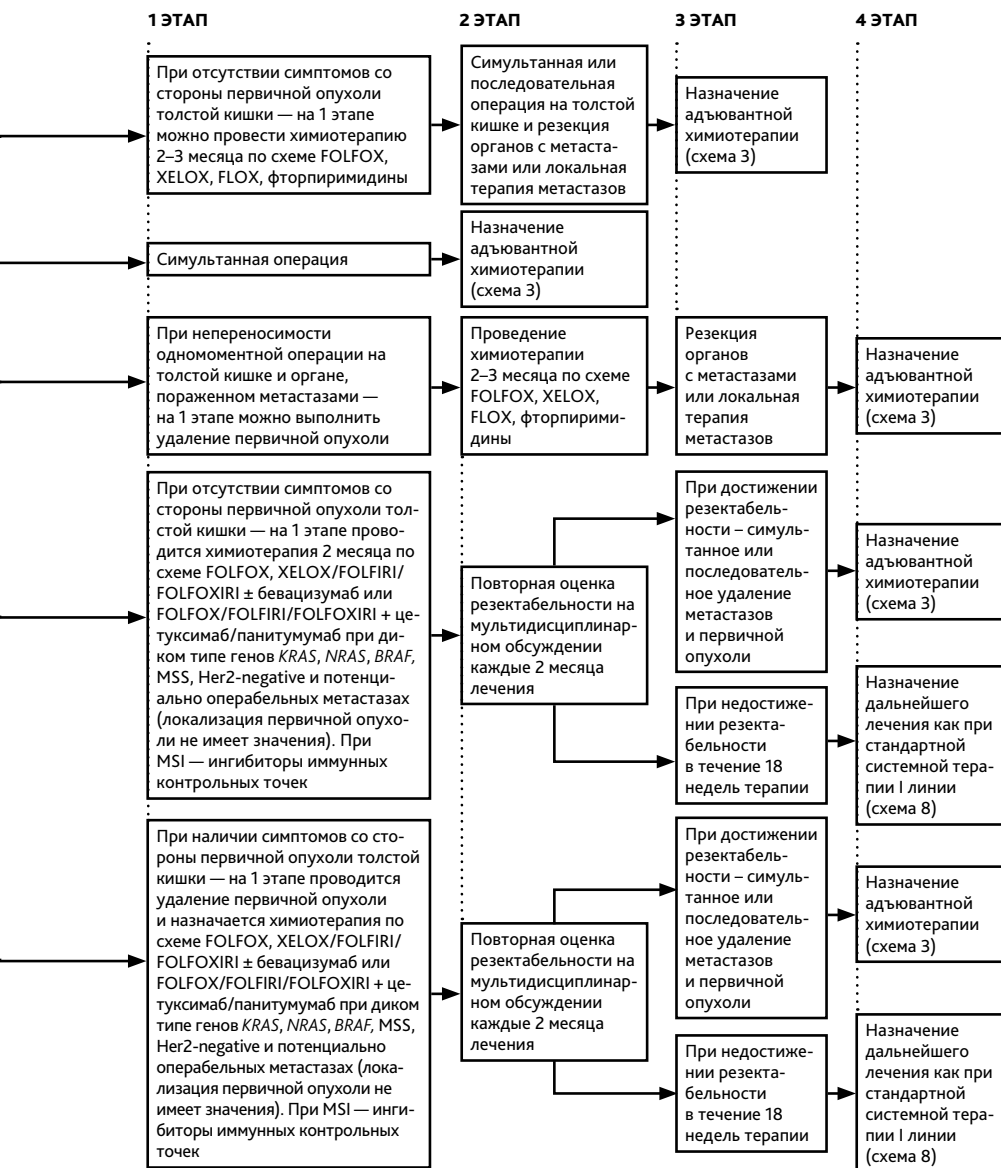 1 ЭТАП
2 ЭТАП
3 ЭТАП
4 ЭТАП
При отсутствии симптомов со
стороны первичной опухоли
толстой кишки — на 1 этапе
можно провести химиотерапию
2–3 месяца по схеме FOLFOX,
XELOX, FLOX, фторпиримидины
Симультанная или
последовательная
операция на толстой
кишке и резекция
органов с метаста-
зами или локальная
терапия метастазов
Назначение
адъювантной
химиотерапии
(схема 3)
Симультанная операция
Назначение
адъювантной
химиотерапии
(схема 3)
При непереносимости
одномоментной операции на
толстой кишке и органе,
пораженном метастазами —
на 1 этапе можно выполнить
удаление первичной опухоли
Проведение
химиотерапии
2–3 месяца по схеме
FOLFOX, XELOX,
FLOX, фторпирими-
дины
Резекция
органов
с метастазами
или локальная
терапия
метастазов
Назначение
адъювантной
химиотерапии
(схема 3)
При отсутствии симптомов со
стороны первичной опухоли тол-
стой кишки — на 1 этапе прово-
дится химиотерапия 2 месяца по
схеме FOLFOX, XELOX/FOLFIRI/
FOLFOXIRI ± бевацизумаб или
FOLFOX/FOLFIRI/FOLFOXIRI + це-
туксимаб/панитумумаб при ди-
ком типе генов KRAS, NRAS, BRAF,
MSS, Her2-negative и потенци-
ально операбельных метастазах
(локализация первичной опухо-
ли не имеет значения). При
MSI — ингибиторы иммунных
контрольных точек
Повторная оценка
резектабельности на
мультидисциплинар-
ном обсуждении
каждые 2 месяца
лечения
При достижении
резектабель-
ности – симуль-
танное или
последователь-
ное удаление
метастазов
и первичной
опухоли
Назначение
адъювантной
химиотерапии
(схема 3)
При недостиже-
нии резекта-
бельности
в течение 18
недель терапии
Назначение
дальнейшего
лечения как при
стандартной
системной тера-
пии I линии
(схема 8)
При наличии симптомов со сто-
роны первичной опухоли толстой
кишки — на 1 этапе проводится
удаление первичной опухоли
и назначается химиотерапия по
схеме FOLFOX, XELOX/FOLFIRI/
FOLFOXIRI ± бевацизумаб или
FOLFOX/FOLFIRI/FOLFOXIRI + це-
туксимаб/панитумумаб при диком
типе генов KRAS, NRAS, BRAF, MSS,
Her2-negative и потенциально
операбельных метастазах (лока-
лизация первичной опухоли не
имеет значения). При MSI — инги-
биторы иммунных контрольных
точек
Повторная оценка
резектабельности на
мультидисциплинар-
ном обсуждении
каждые 2 месяца
лечения
При достижении
резектабель-
ности – симуль-
танное или
последователь-
ное удаление
метастазов
и первичной
опухоли
Назначение
адъювантной
химиотерапии
(схема 3)
При недостиже-
нии резекта-
бельности
в течение 18
недель терапии
Назначение
дальнейшего
лечения как при
стандартной
системной тера-
пии I линии
(схема 8)